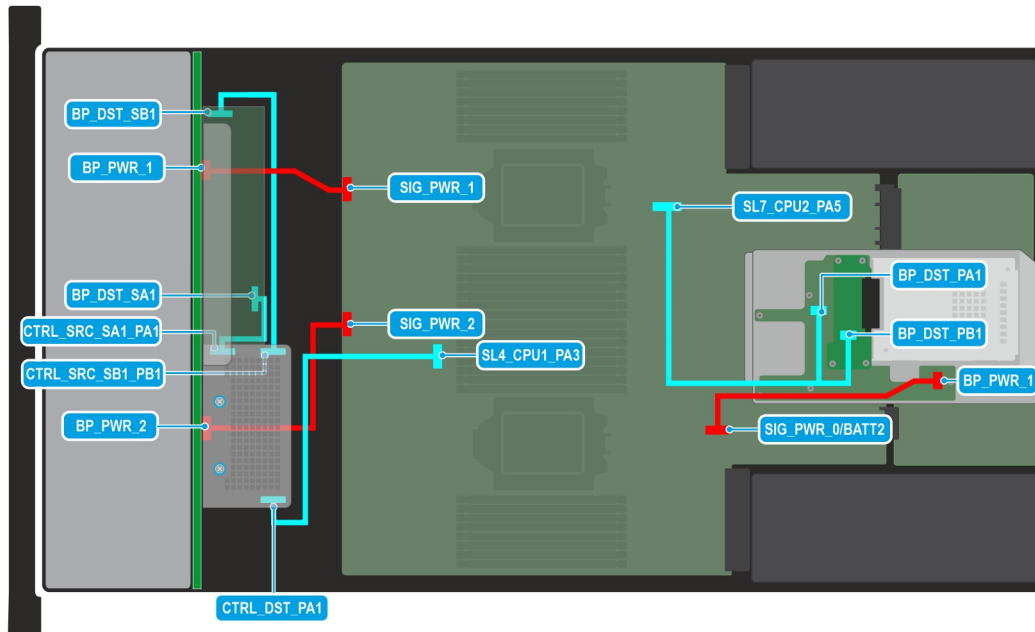 BP_DST_SB1
BP_PWR_1
SIG_PWR_1
SL7_CPU2_PA5
BP_DST_PA1
BP_DST_SA1
SIG_PWR_2
CTRL_SRC_SA1_PA1
BP_DST_PB1
SL4_CPU1_PA3
CTRL_SRC_SB1_PB1
BP_PWR_1
BP_PWR_2
SIG_PWR_0/BATT2
CTRL_DST_PA1